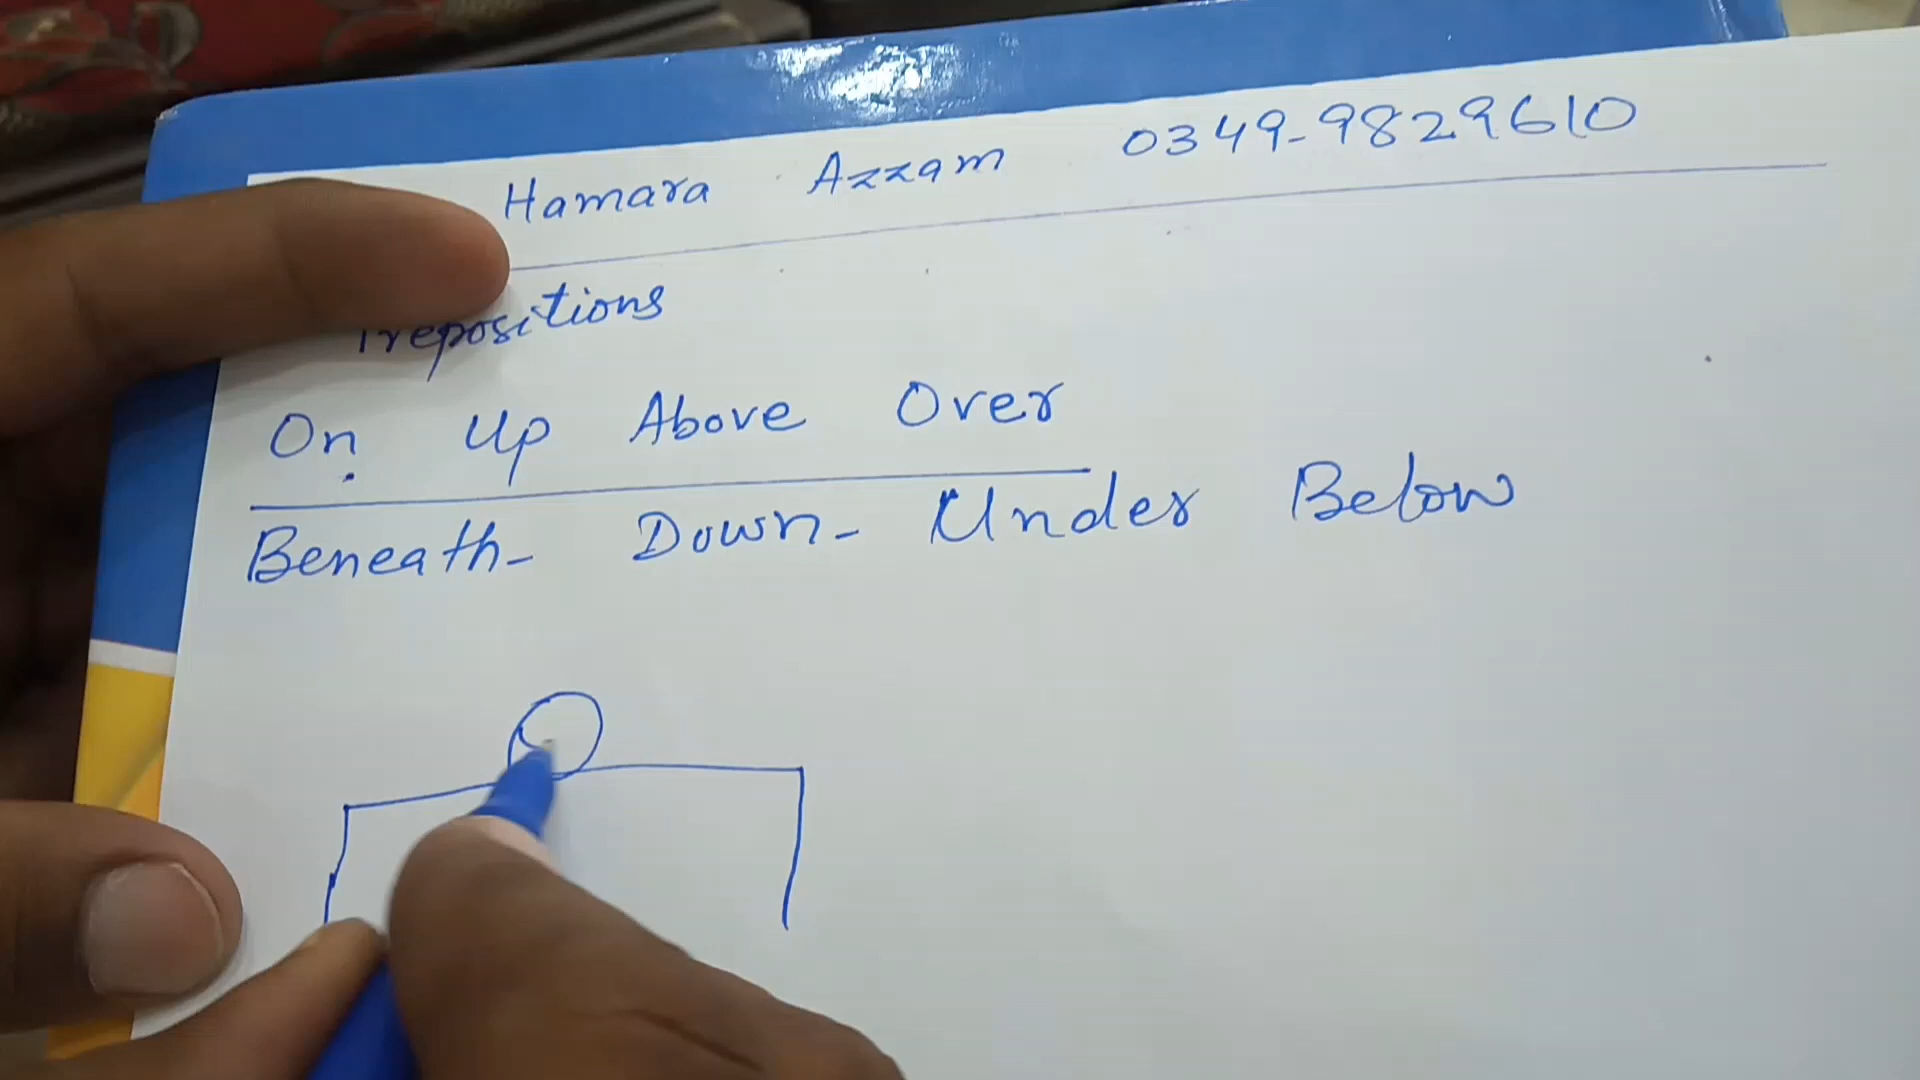 Hamara Azzam 0349-9829610
Prepositions
On Up Above Over
Beneath- Down- Under Below